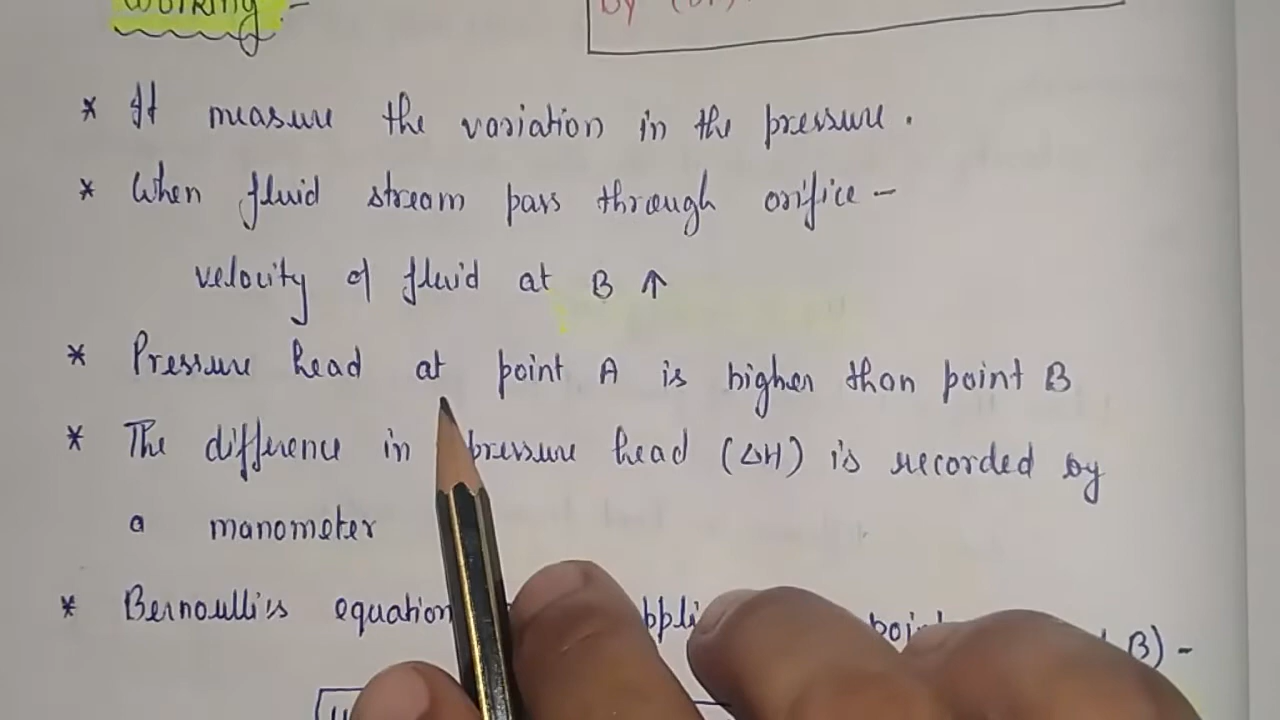 Working :-
by
* It measure the variation in the pressure.
* When fluid stream pass through orifice -
velocity of fluid at B ↑
* Pressure head at point A is higher than point B
* The difference in pressure head (ΔH) is recorded by
a manometer
* Bernoulli's equation B) -